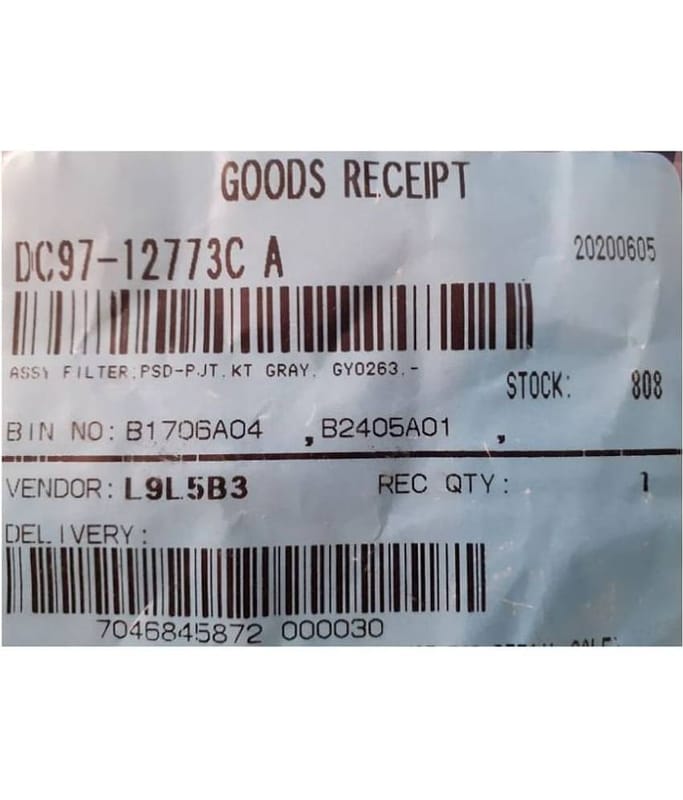 GOODS RECEIPT
DC97-12773C A
20200605
ASSY FILTER;PSD-PJT,KT GRAY, GY0263,-
STOCK: 808
BIN NO: B1706A04 , B2405A01 ,
VENDOR: L9L5B3 REC QTY: 1
DELIVERY:
7046845872 000030